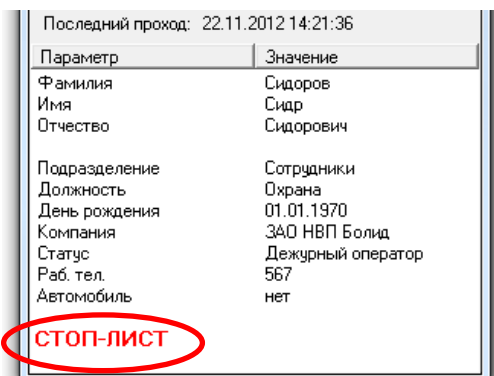 Последний проход: 22.11.2012 14:21:36
Параметр Значение
Фамилия Сидоров
Имя Сидр
Отчество Сидорович
Подразделение Сотрудники
Должность Охрана
День рождения 01.01.1970
Компания ЗАО НВП Болид
Статус Дежурный оператор
Раб. тел. 567
Автомобиль нет
СТОП-ЛИСТ